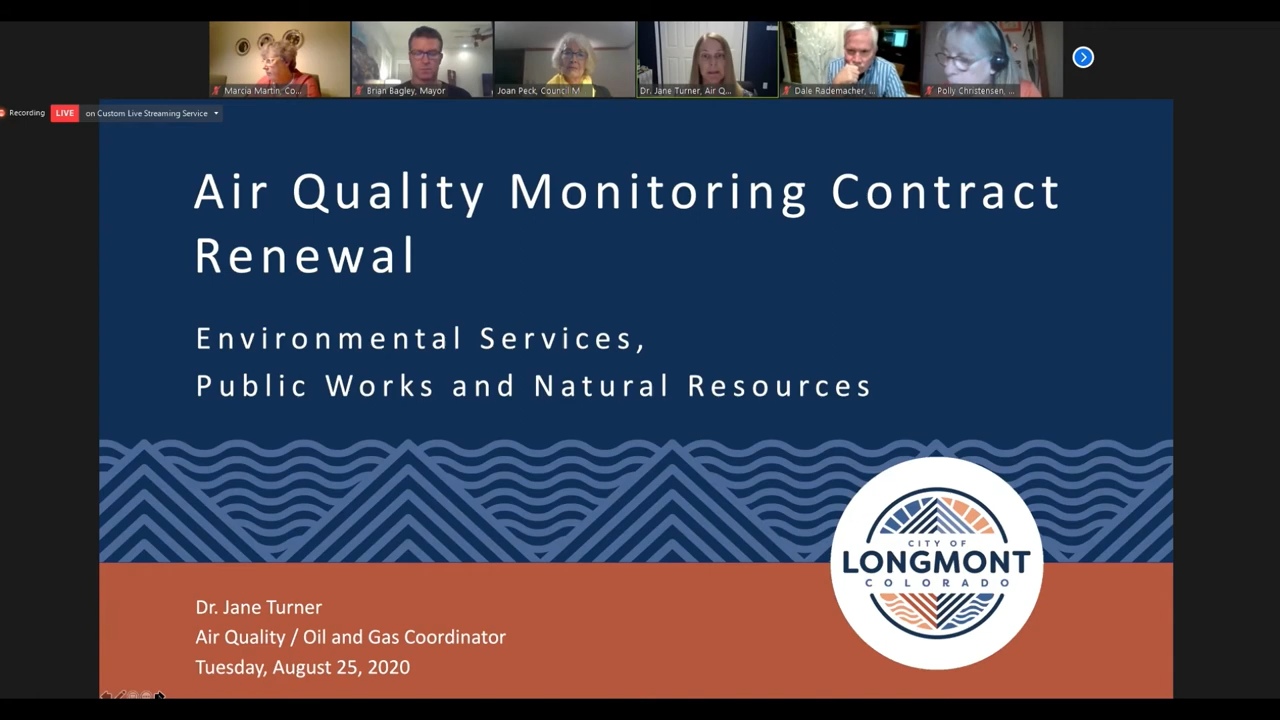 Marcia Martin, Co...
Brian Bagley, Mayor
Joan Peck, Council M...
Dr. Jane Turner, Air Q...
Dale Rademacher, ...
Polly Christensen, ...
Recording
LIVE
on Custom Live Streaming Service
Air Quality Monitoring Contract
Renewal
Environmental Services,
Public Works and Natural Resources
CITY OF
LONGMONT
COLORADO
Dr. Jane Turner
Air Quality / Oil and Gas Coordinator
Tuesday, August 25, 2020